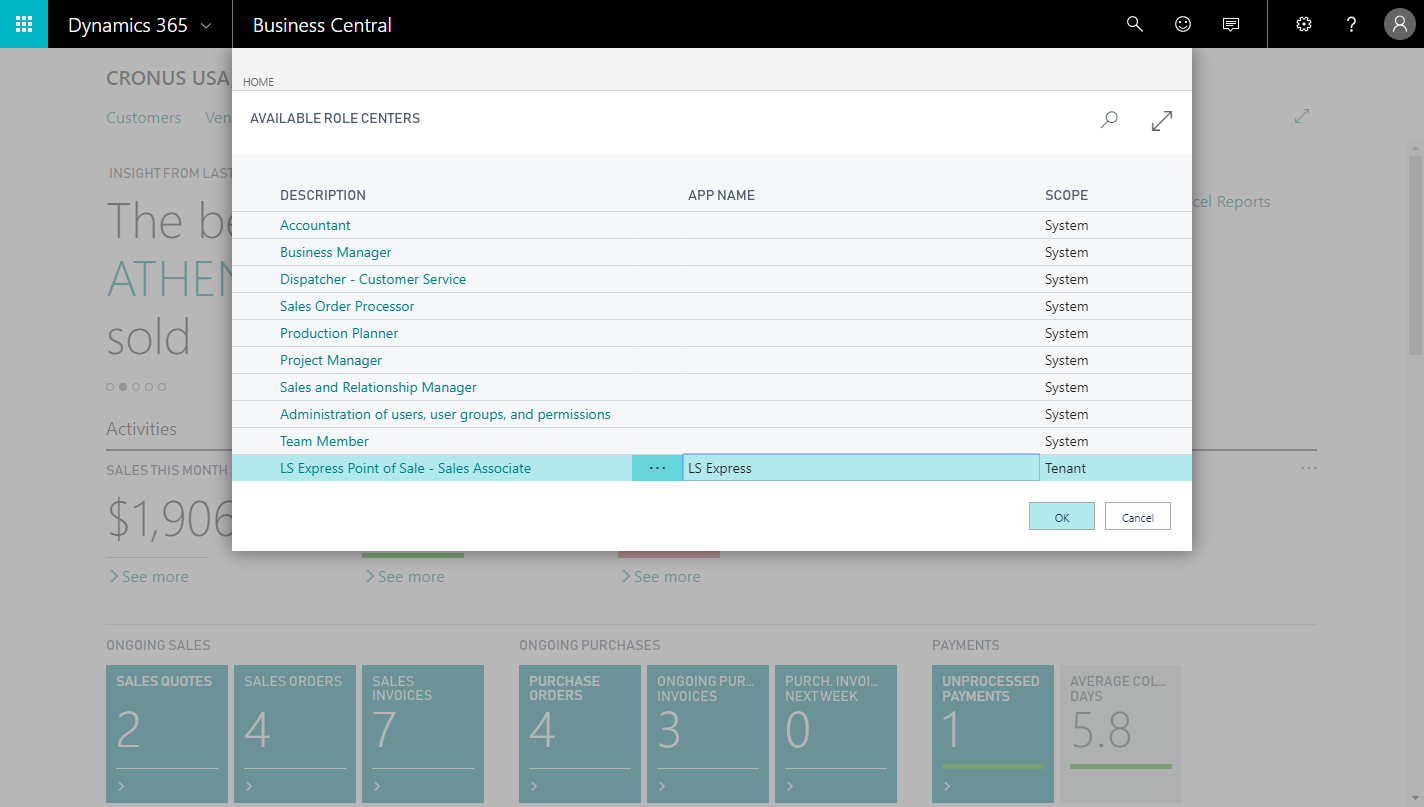 Dynamics 365
Business Central
CRONUS USA
HOME
Customers
AVAILABLE ROLE CENTERS
INSIGHT FROM LAST
The
ATHEN
sold
Reports
DESCRIPTION APP NAME SCOPE
Accountant System
Business Manager System
Dispatcher - Customer Service System
Sales Order Processor System
Production Planner System
Project Manager System
Sales and Relationship Manager System
Administration of users, user groups, and permissions System
Team Member System
LS Express Point of Sale - Sales Associate ... LS Express Tenant
OK Cancel
Activities
SALES THIS MONTH ...
$1,906
See more See more See more
ONGOING SALES
SALES QUOTES
2
SALES ORDERS
4
SALES
INVOICES
7
ONGOING PURCHASES
PURCHASE
ORDERS
4
ONGOING PUR...
INVOICES
3
PURCH. INVOI...
NEXT WEEK
0
PAYMENTS
UNPROCESSED
PAYMENTS
1
AVERAGE COL...
DAYS
5.8